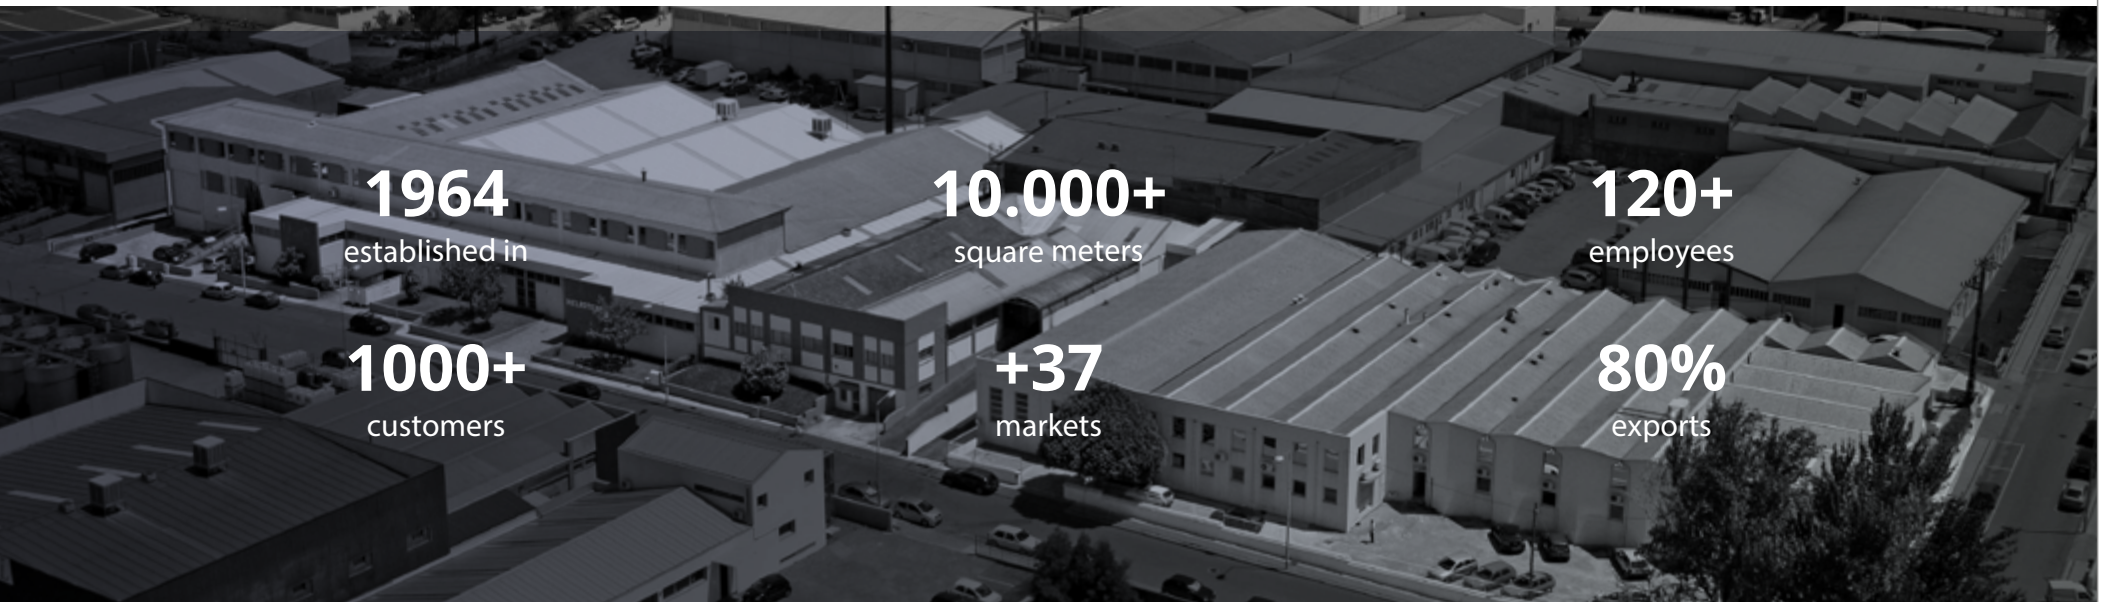 1964
established in
10.000+
square meters
120+
employees
1000+
customers
+37
markets
80%
exports